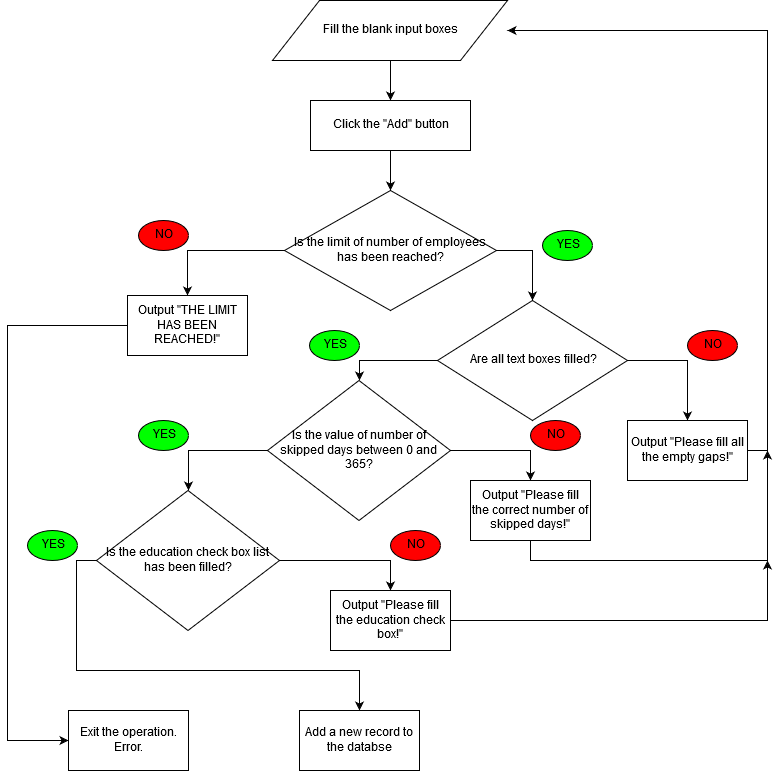 Fill the blank input boxes
Click the "Add" button
NO
Is the limit of number of employees
has been reached?
YES
Output "THE LIMIT
HAS BEEN
REACHED!"
YES
Are all text boxes filled?
NO
YES
Is the value of number of
skipped days between 0 and
365?
NO
Output "Please fill all
the empty gaps!"
Output "Please fill
the correct number of
skipped days!"
YES
Is the education check box list
has been filled?
NO
Output "Please fill
the education check
box!"
Exit the operation.
Error.
Add a new record to
the databse